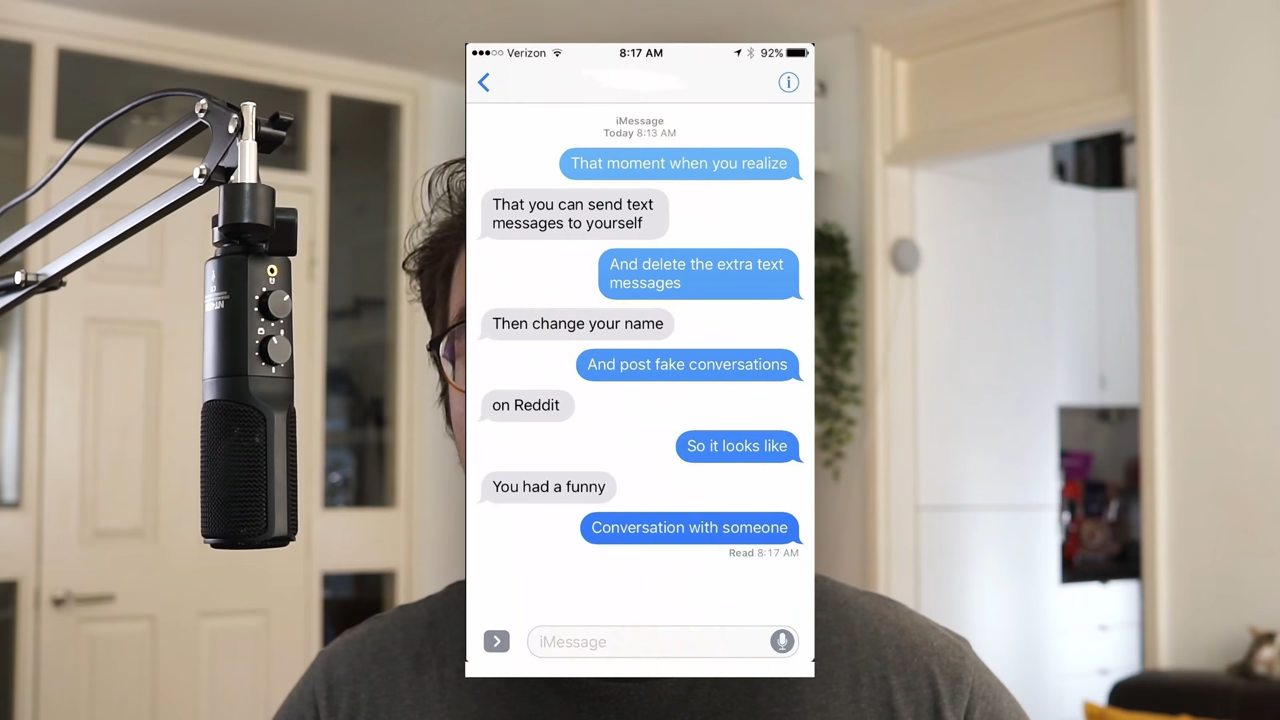 Verizon 8:17 AM 92%
iMessage
Today 8:13 AM
That moment when you realize
That you can send text
messages to yourself
And delete the extra text
messages
Then change your name
And post fake conversations
on Reddit
So it looks like
You had a funny
Conversation with someone
Read 8:17 AM
iMessage